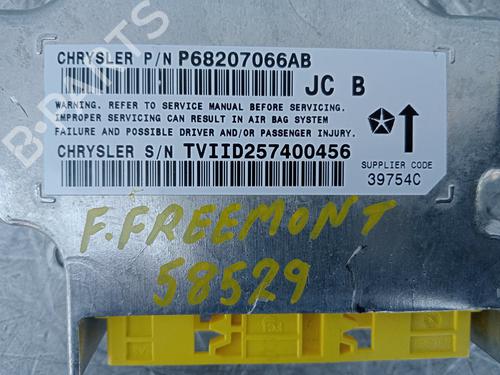 CHRYSLER P/N P68207066AB
JC B
WARNING. REFER TO SERVICE MANUAL BEFORE SERVICING.
IMPROPER SERVICING CAN RESULT IN AIR BAG SYSTEM
FAILURE AND POSSIBLE DRIVER AND/OR PASSENGER INJURY.
CHRYSLER S/N TVIID257400456
SUPPLIER CODE
39754C
F.FREEMONT
58529